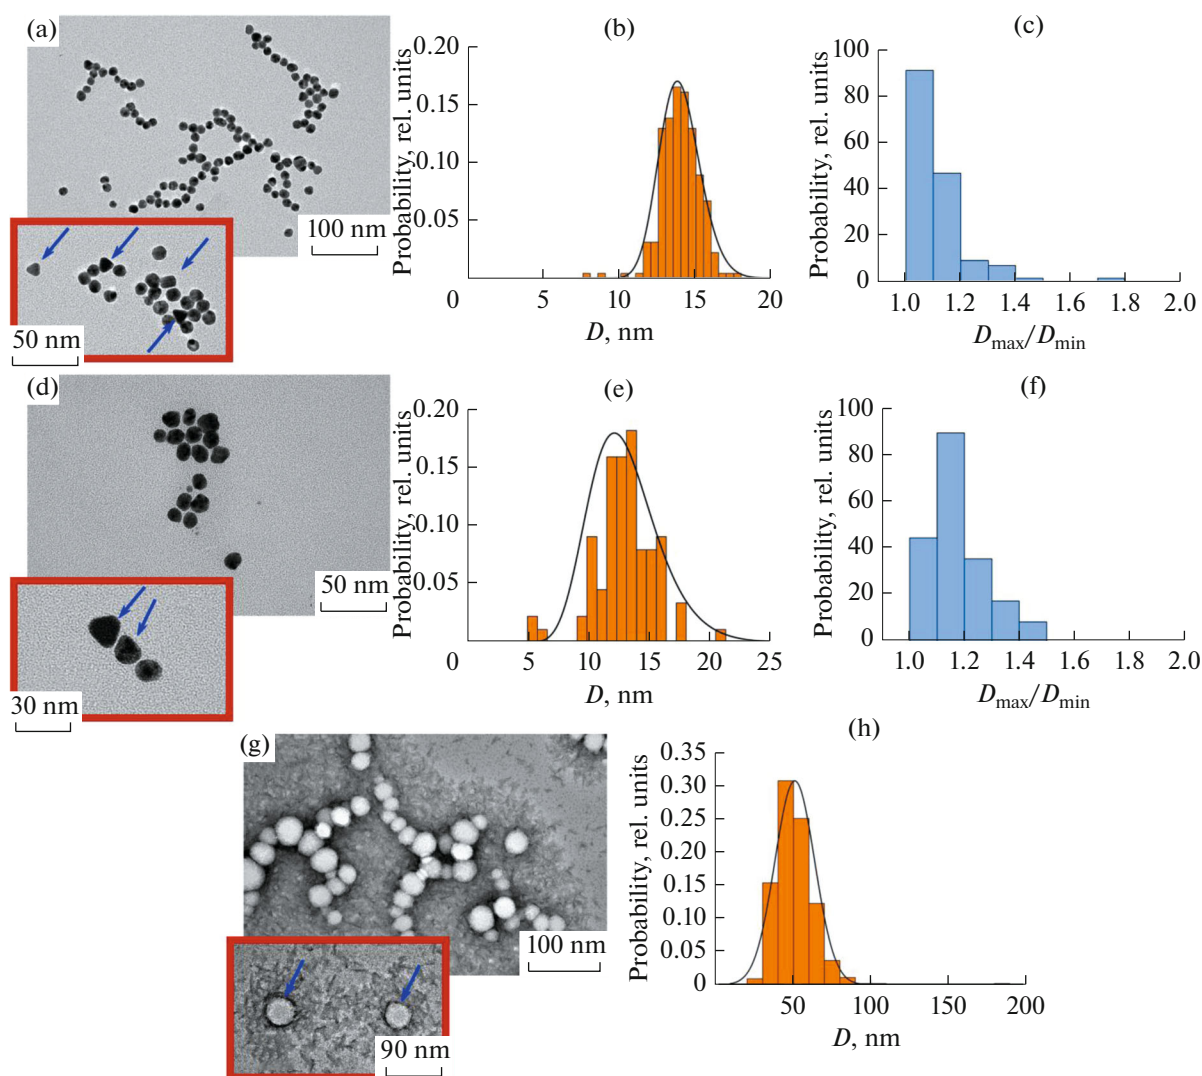 (a)
100 nm
50 nm
(b)
Probability, rel. units
0.20
0.15
0.10
0.05
0 5 10 15 20
D, nm
(c)
Probability, rel. units
100
80
60
40
20
0
1.0 1.2 1.4 1.6 1.8 2.0
Dmax/Dmin
(d)
50 nm
30 nm
(e)
Probability, rel. units
0.20
0.15
0.10
0.05
0 5 10 15 20 25
D, nm
(f)
Probability, rel. units
100
80
60
40
20
0
1.0 1.2 1.4 1.6 1.8 2.0
Dmax/Dmin
(g)
100 nm
90 nm
(h)
Probability, rel. units
0.35
0.30
0.25
0.20
0.15
0.10
0.05
0
50 100 150 200
D, nm